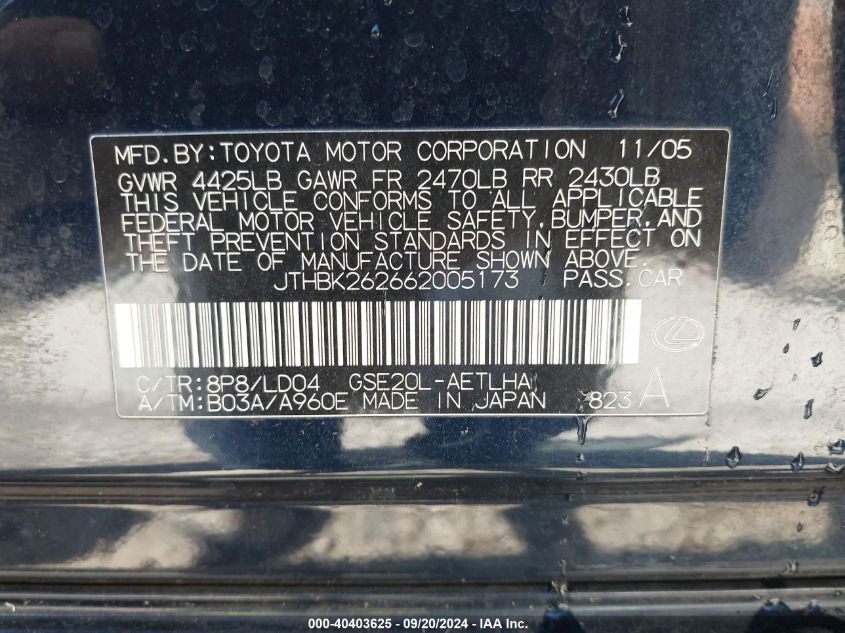 MFD.BY:TOYOTA MOTOR CORPORATION 11/05
GVWR 4425LB GAWR FR 2470LB RR 2430LB
THIS VEHICLE CONFORMS TO ALL APPLICABLE
FEDERAL MOTOR VEHICLE SAFETY,BUMPER,AND
THEFT PREVENTION STANDARDS IN EFFECT ON
THE DATE OF MANUFACTURE SHOWN ABOVE.
JTHBK262662005173 PASS.CAR
C/TR:8P8/LD04 GSE20L-AETLHA
A/TM:B03A/A960E MADE IN JAPAN 823 A
000-40403625 - 09/20/2024 - IAA Inc.